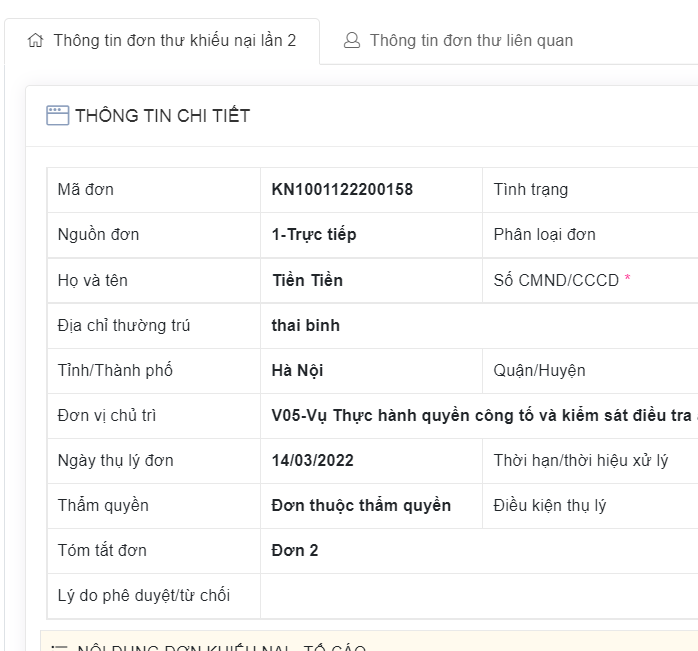 Thông tin đơn thư khiếu nại lần 2 Thông tin đơn thư liên quan
THÔNG TIN CHI TIẾT
Mã đơn KN1001122200158 Tình trạng
Nguồn đơn 1-Trực tiếp Phân loại đơn
Họ và tên Tiền Tiền Số CMND/CCCD *
Địa chỉ thường trú thai binh
Tỉnh/Thành phố Hà Nội Quận/Huyện
Đơn vị chủ trì V05-Vụ Thực hành quyền công tố và kiểm sát điều tra
Ngày thụ lý đơn 14/03/2022 Thời hạn/thời hiệu xử lý
Thẩm quyền Đơn thuộc thẩm quyền Điều kiện thụ lý
Tóm tắt đơn Đơn 2
Lý do phê duyệt/từ chối
NỘI DUNG ĐƠN KHIẾU NẠI - TỐ CÁO